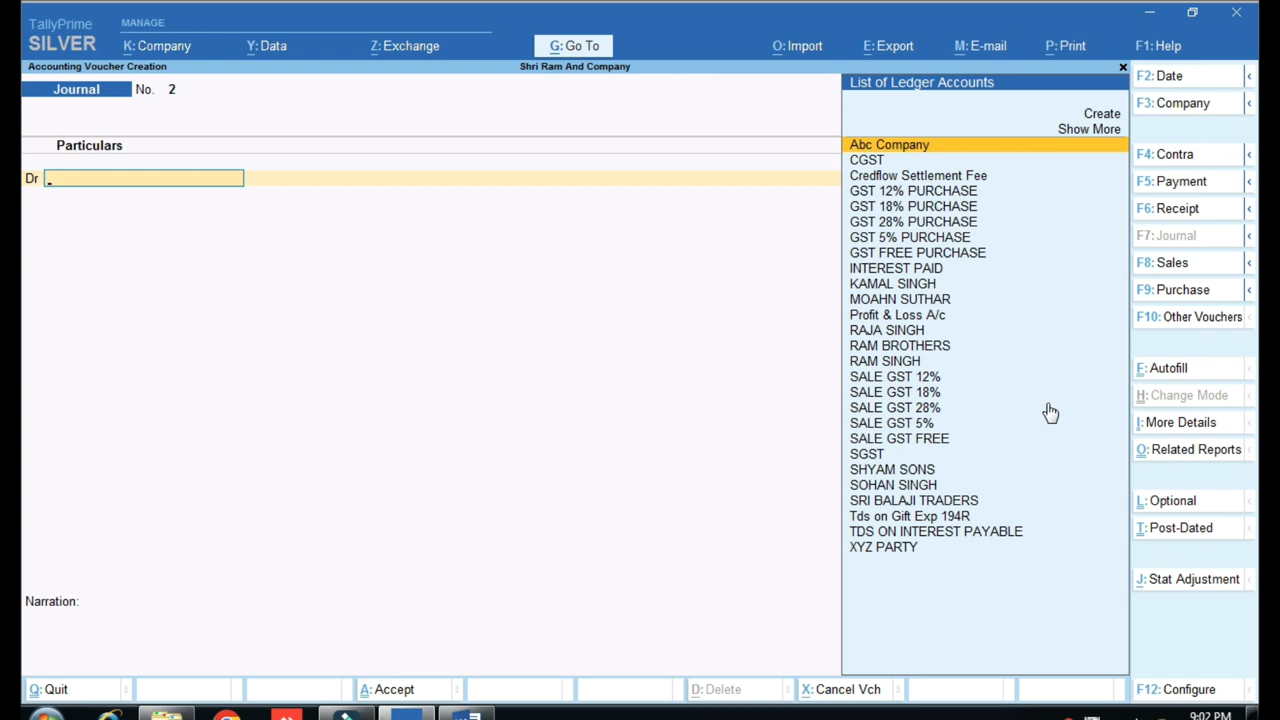 TallyPrime
MANAGE
SILVER
K: Company
Y: Data
Z: Exchange
G: Go To
O: Import
E: Export
M: E-mail
P: Print
F1: Help
Accounting Voucher Creation
Shri Ram And Company
Journal No. 2
Particulars
Dr
Narration:
List of Ledger Accounts
Create
Show More
Abc Company
CGST
Credflow Settlement Fee
GST 12% PURCHASE
GST 18% PURCHASE
GST 28% PURCHASE
GST 5% PURCHASE
GST FREE PURCHASE
INTEREST PAID
KAMAL SINGH
MOAHN SUTHAR
Profit & Loss A/c
RAJA SINGH
RAM BROTHERS
RAM SINGH
SALE GST 12%
SALE GST 18%
SALE GST 28%
SALE GST 5%
SALE GST FREE
SGST
SHYAM SONS
SOHAN SINGH
SRI BALAJI TRADERS
Tds on Gift Exp 194R
TDS ON INTEREST PAYABLE
XYZ PARTY
F2: Date
F3: Company
F4: Contra
F5: Payment
F6: Receipt
F7: Journal
F8: Sales
F9: Purchase
F10: Other Vouchers
F: Autofill
H: Change Mode
I: More Details
O: Related Reports
L: Optional
T: Post-Dated
J: Stat Adjustment
Q: Quit
A: Accept
D: Delete
X: Cancel Vch
F12: Configure
9:02 PM